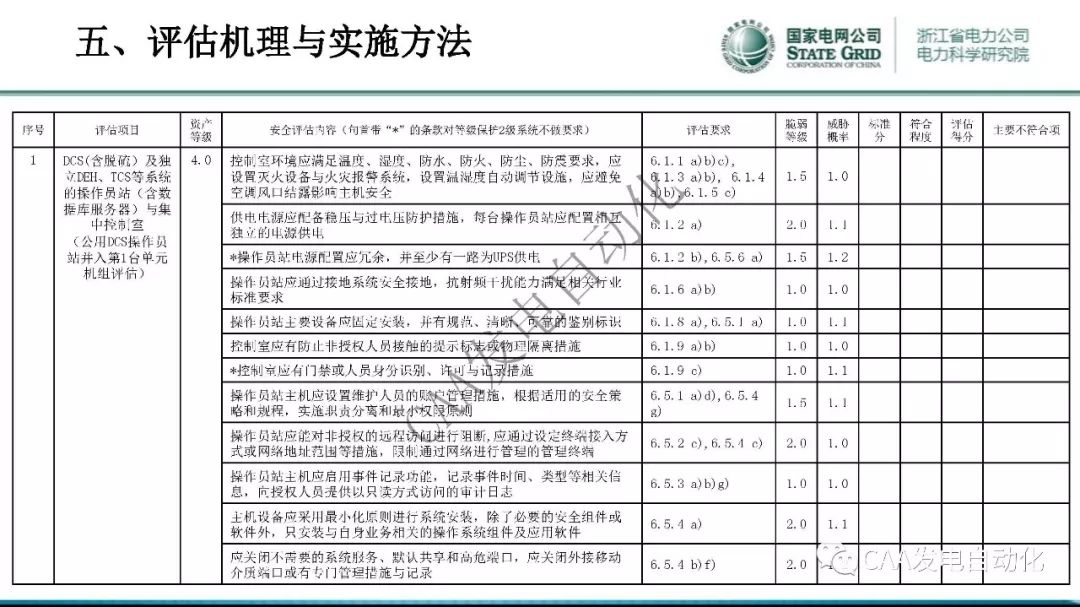 五、评估机理与实施方法
国家电网公司
STATE GRID
CORPORATION OF CHINA
浙江省电力公司
电力科学研究院
序号
评估项目
资产
等级
安全评估内容（句首带“*”的条款对等级保护2级系统不做要求）
评估要求
脆弱
等级
威胁
概率
标准
分
符合
程度
评估
得分
主要不符合项
1
DCS(含脱硫）及独
立DEH、TCS等系统
的操作员站（含数
据库服务器）与集
中控制室
（公用DCS操作员
站并入第1台单元
机组评估）
4.0
控制室环境应满足温度、湿度、防水、防火、防尘、防震要求，应
设置灭火设备与火灾报警系统，设置温湿度自动调节设施，应避免
空调风口结露影响主机安全
6.1.1 a)b)c),
6.1.3 a)b), 6.1.4
a)b),6.1.5 c)
1.5
1.0
供电电源应配备稳压与过电压防护措施，每台操作员站应配置相互
独立的电源供电
6.1.2 a)
2.0
1.1
*操作员站电源配置应冗余，并至少有一路为UPS供电
6.1.2 b),6.5.6 a)
1.5
1.2
操作员站应通过接地系统安全接地，抗射频干扰能力满足相关行业
标准要求
6.1.6 a)b)
1.0
1.0
操作员站主要设备应固定安装，并有规范、清晰、可靠的鉴别标识
6.1.8 a),6.5.1 a)
1.0
1.1
控制室应有防止非授权人员接触的提示标志或物理隔离措施
6.1.9 a)b)
1.0
1.0
*控制室应有门禁或人员身份识别、许可与记录措施
6.1.9 c)
1.0
1.1
操作员站主机应设置维护人员的账户管理措施，根据适用的安全策
略和规程，实施职责分离和最小权限原则
6.5.1 a)d),6.5.4
g)
1.5
1.1
操作员站应能对非授权的远程访问进行阻断,应通过设定终端接入方
式或网络地址范围等措施，限制通过网络进行管理的管理终端
6.5.2 c),6.5.4 c)
2.0
1.0
操作员站主机应启用事件记录功能，记录事件时间、类型等相关信
息，向授权人员提供以只读方式访问的审计日志
6.5.3 a)b)g)
1.0
1.0
主机设备应采用最小化原则进行系统安装，除了必要的安全组件或
软件外，只安装与自身业务相关的操作系统组件及应用软件
6.5.4 a)
2.0
1.1
应关闭不需要的系统服务、默认共享和高危端口，应关闭外接移动
介质端口或有专门管理措施与记录
6.5.4 b)f)
2.0
CAA发电自动化
CAA发电自动化